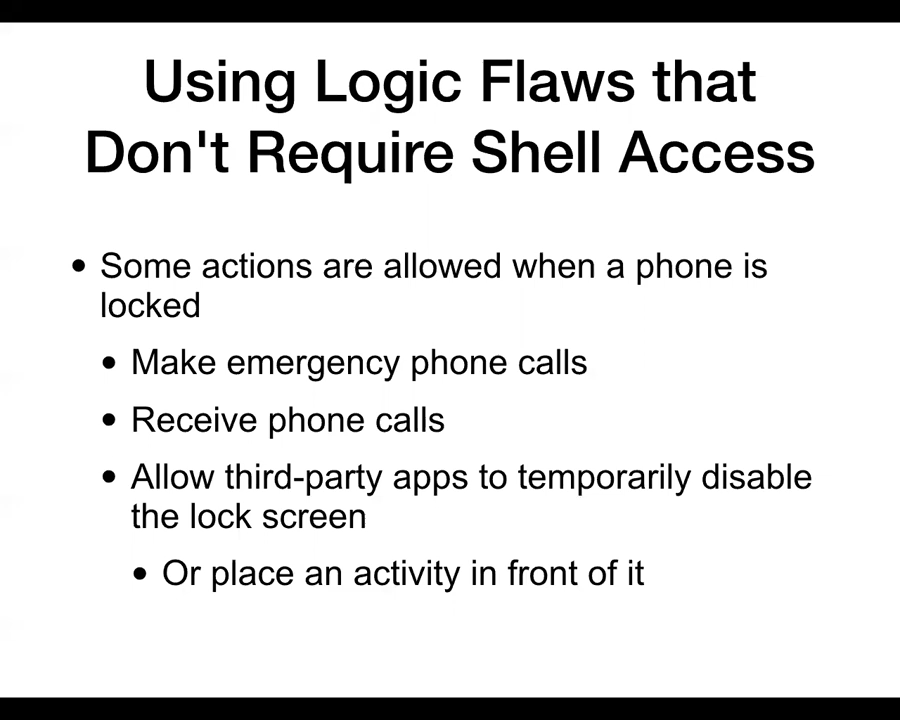 Using Logic Flaws that
Don't Require Shell Access
• Some actions are allowed when a phone is
locked
• Make emergency phone calls
• Receive phone calls
• Allow third-party apps to temporarily disable
the lock screen
• Or place an activity in front of it